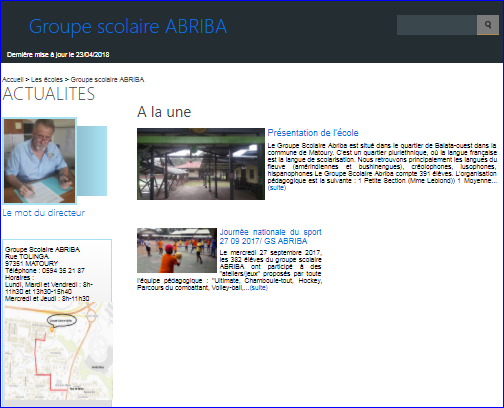 Groupe scolaire ABRIBA
Dernière mise à jour le 23/04/2018
Accueil > Les écoles > Groupe scolaire ABRIBA
ACTUALITES
Le mot du directeur
Groupe Scolaire ABRIBA
Rue TOLINGA
97351 MATOURY
Téléphone : 0594 35 21 87
Horaires :
Lundi, Mardi et Vendredi : 8h-
11h30 et 13h30-15h40
Mercredi et Jeudi : 8h-11h30
A la une
Présentation de l'école
Le Groupe Scolaire Abriba est situé dans le quartier de Balata-ouest dans la
commune de Matoury. C'est un quartier pluriethnique, où la langue française
est la langue de scolarisation. Nous retrouvons principalement les langues du
fleuve (amérindiennes et bushinengues), créolophones, lusophones,
hispanophones Le Groupe Scolaire Abriba compte 391 élèves. L'organisation
pédagogique est la suivante : 1 Petite Section (Mme Leblond)) 1 Moyenne...
(suite)
Journée nationale du sport
27 09 2017/ GS ABRIBA
Le mercredi 27 septembre 2017,
les 382 élèves du groupe scolaire
ABRIBA ont participé à des
"ateliers/jeux" proposés par toute
l'équipe pédagogique : "Ultimate, Chamboule-tout, Hockey,
Parcours du combattant, Volley-ball,...(suite)